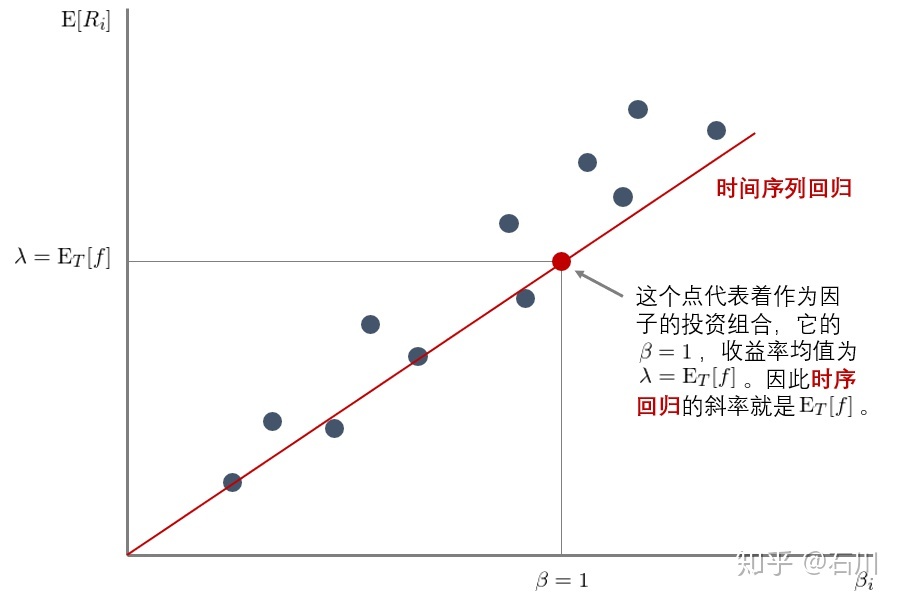 E[Rᵢ]
时间序列回归
λ = E_T[f]
这个点代表着作为因
子的投资组合，它的
β = 1，收益率均值为
λ = E_T[f]。因此时序
回归的斜率就是 E_T[f]。
知乎 @石川
β = 1
βᵢ